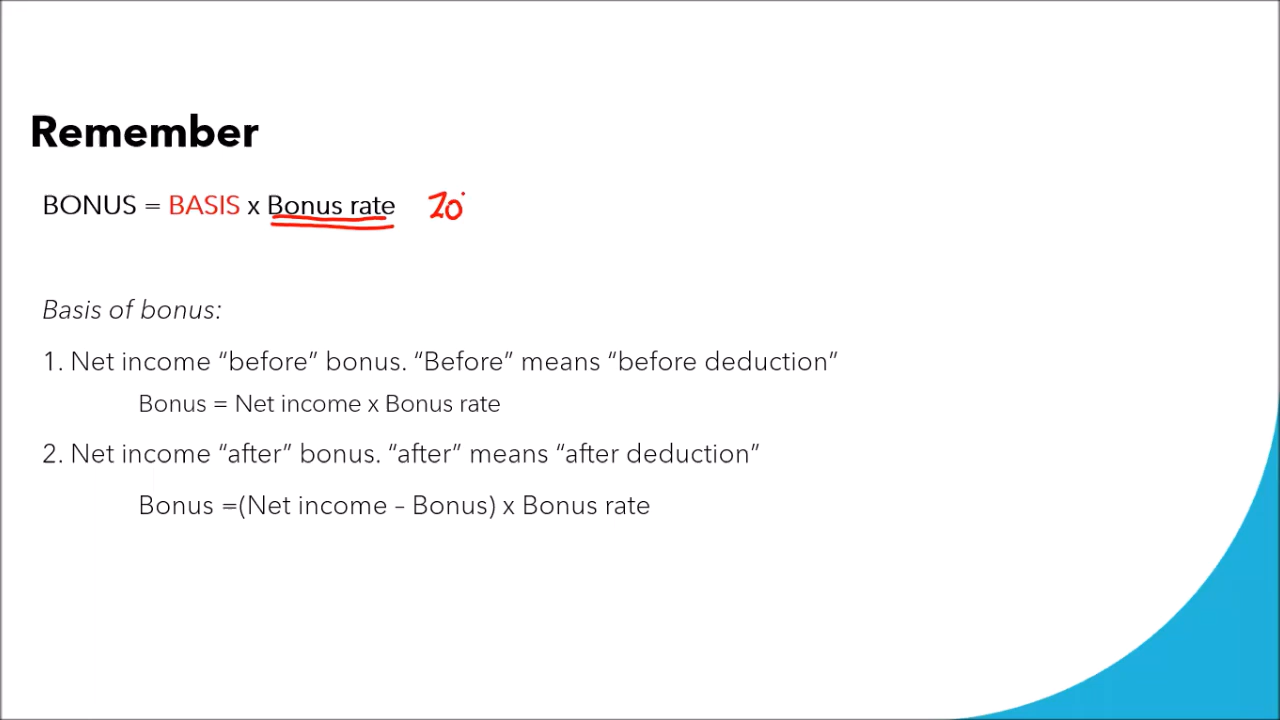 Remember
BONUS = BASIS x Bonus rate 20
Basis of bonus:
1. Net income “before” bonus. “Before” means “before deduction”
Bonus = Net income x Bonus rate
2. Net income “after” bonus. “after” means “after deduction”
Bonus =(Net income – Bonus) x Bonus rate